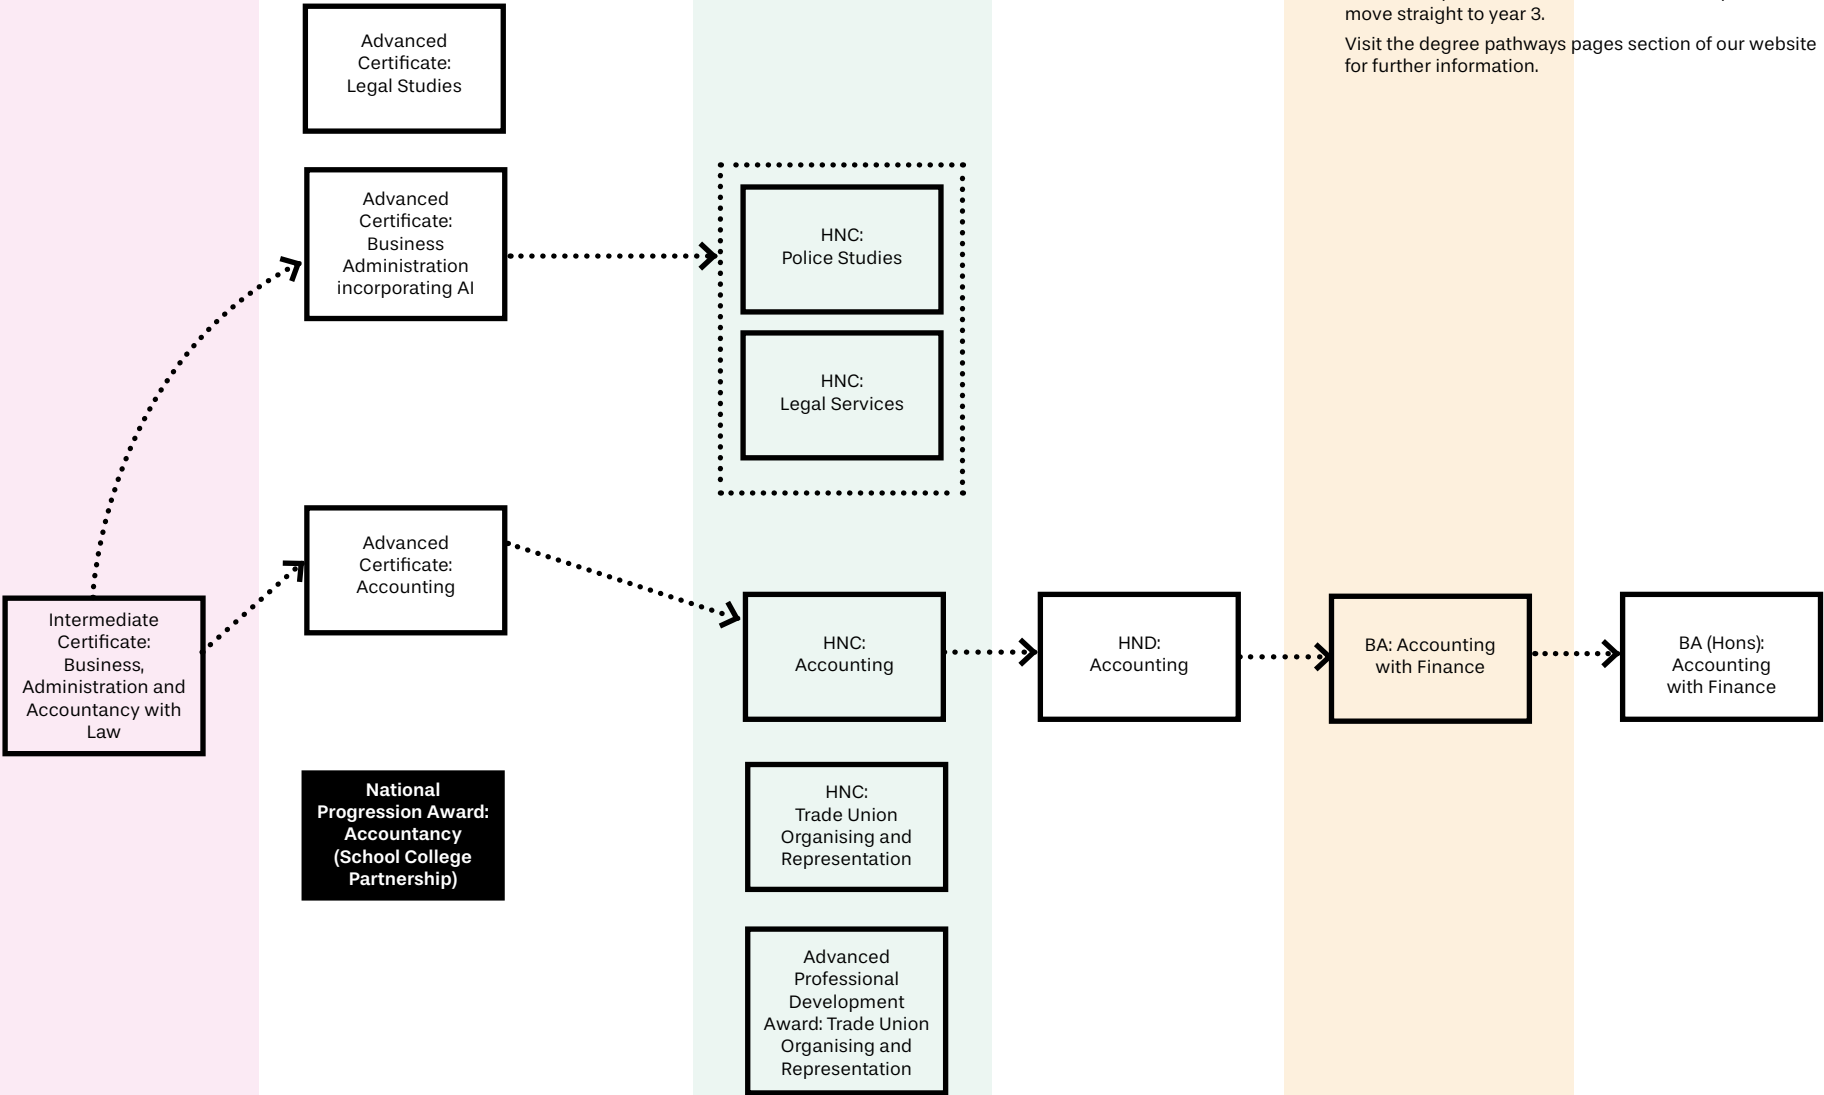 move straight to year 3.
Visit the degree pathways pages section of our website
for further information.
Advanced
Certificate:
Legal Studies
Advanced
Certificate:
Business
Administration
incorporating AI
HNC:
Police Studies
HNC:
Legal Services
Advanced
Certificate:
Accounting
Intermediate
Certificate:
Business,
Administration and
Accountancy with
Law
HNC:
Accounting
HND:
Accounting
BA: Accounting
with Finance
BA (Hons):
Accounting
with Finance
National
Progression Award:
Accountancy
(School College
Partnership)
HNC:
Trade Union
Organising and
Representation
Advanced
Professional
Development
Award: Trade Union
Organising and
Representation